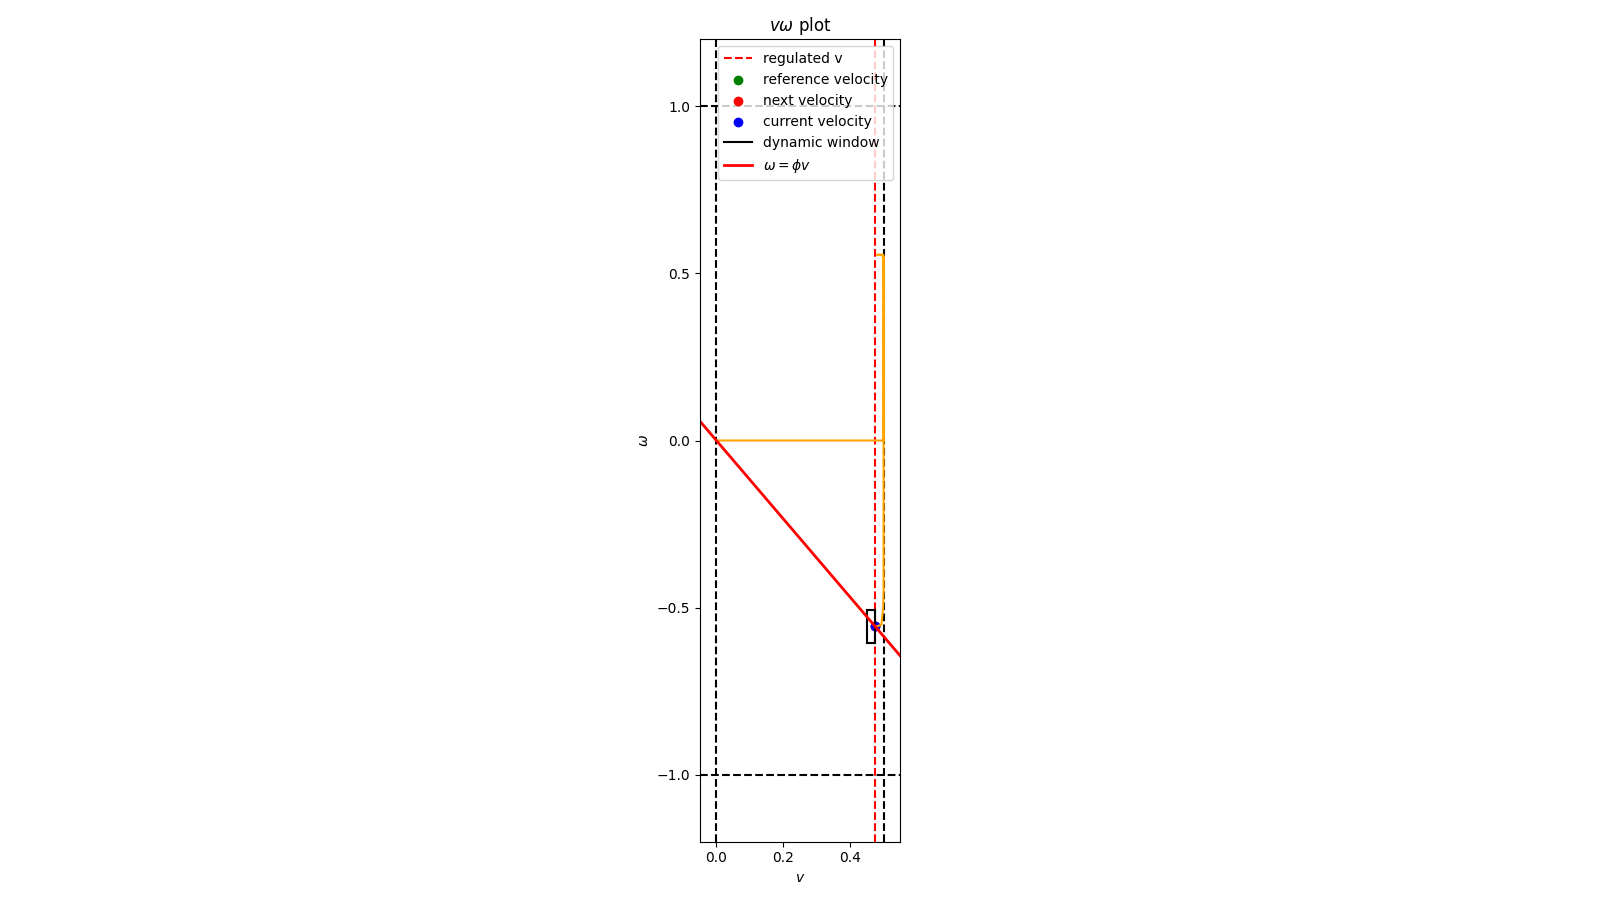 vω plot
regulated v
reference velocity
next velocity
current velocity
dynamic window
ω = ϕv
1.0
0.5
0.0
−0.5
−1.0
ω
0.0 0.2 0.4
v